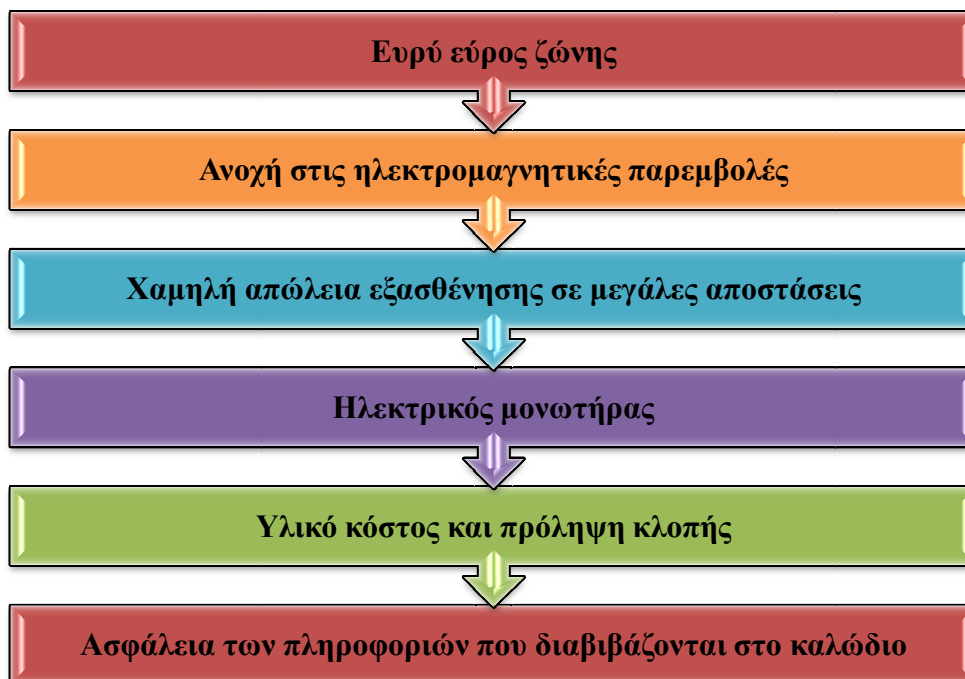 Ευρύ εύρος ζώνης
Ανοχή στις ηλεκτρομαγνητικές παρεμβολές
Χαμηλή απώλεια εξασθένησης σε μεγάλες αποστάσεις
Ηλεκτρικός μονωτήρας
Υλικό κόστος και πρόληψη κλοπής
Ασφάλεια των πληροφοριών που διαβιβάζονται στο καλώδιο